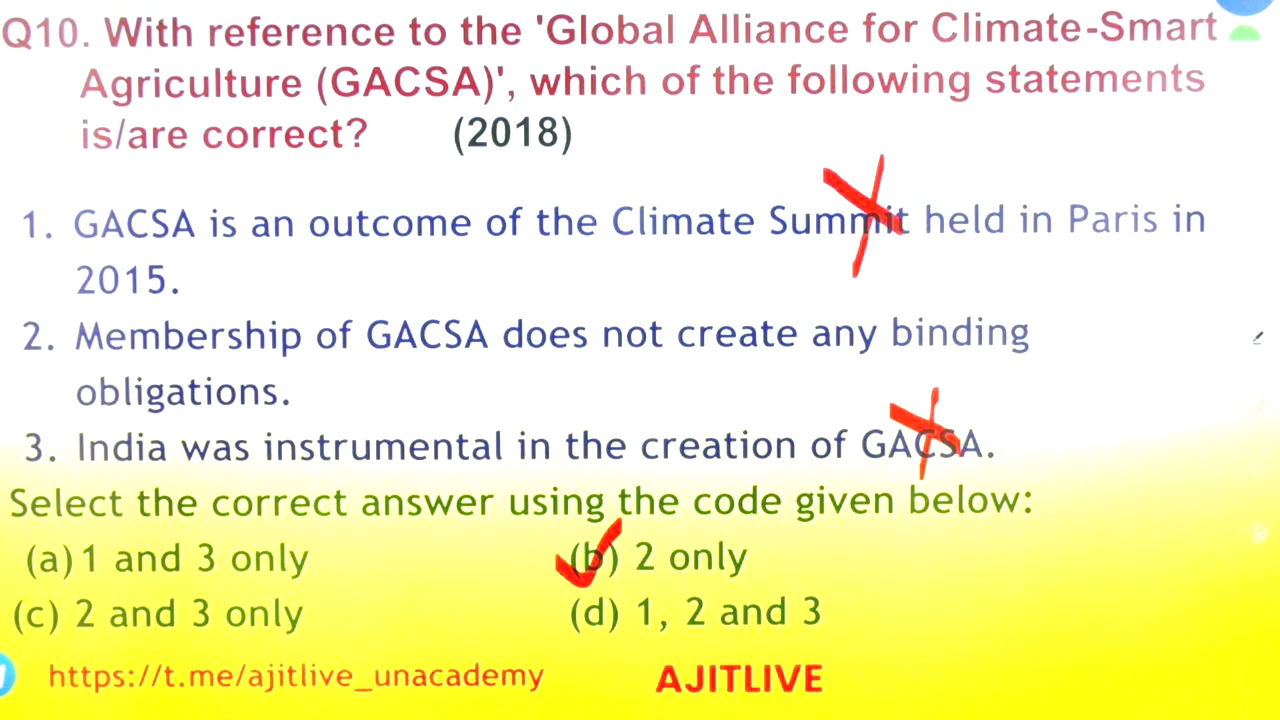 Q10. With reference to the 'Global Alliance for Climate-Smart
Agriculture (GACSA)', which of the following statements
is/are correct? (2018)
1. GACSA is an outcome of the Climate Summit held in Paris in
2015.
2. Membership of GACSA does not create any binding
obligations.
3. India was instrumental in the creation of GACSA.
Select the correct answer using the code given below:
(a) 1 and 3 only (b) 2 only
(c) 2 and 3 only (d) 1, 2 and 3
https://t.me/ajitlive_unacademy AJITLIVE